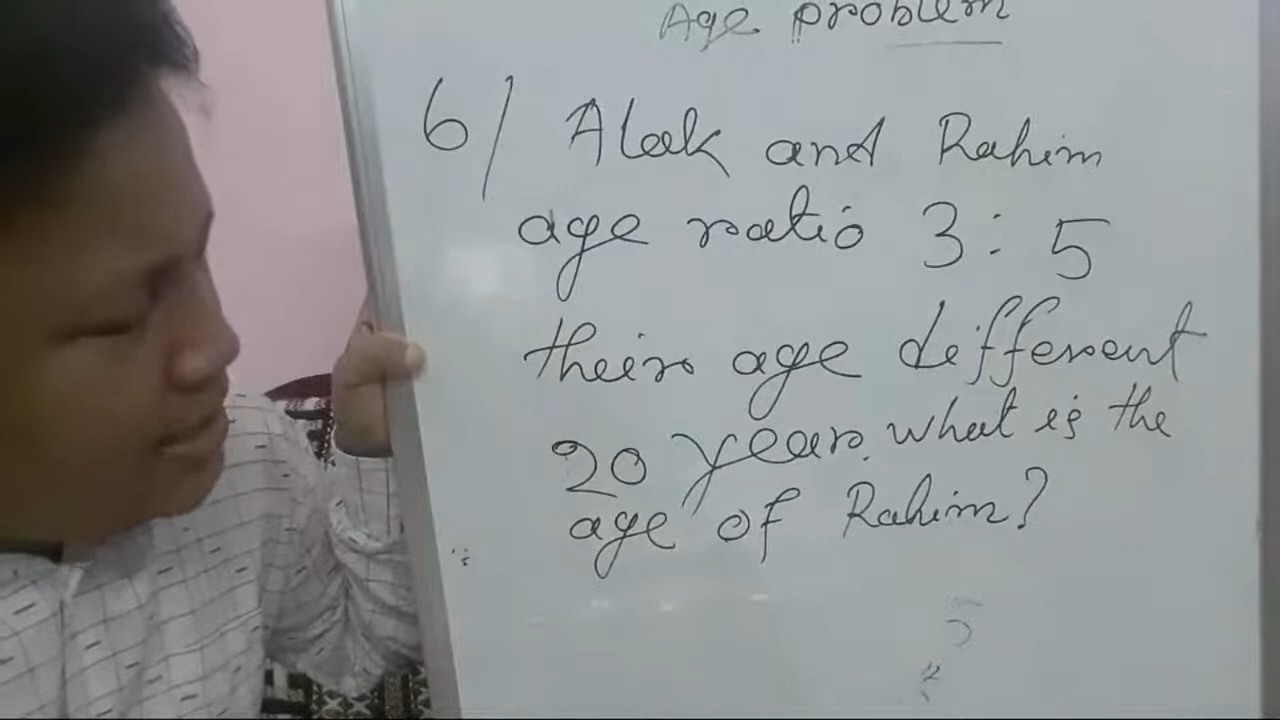 Age problem
6/ Alok and Rahim
age ratio 3:5
their age different
20 years. what is the
age of Rahim?